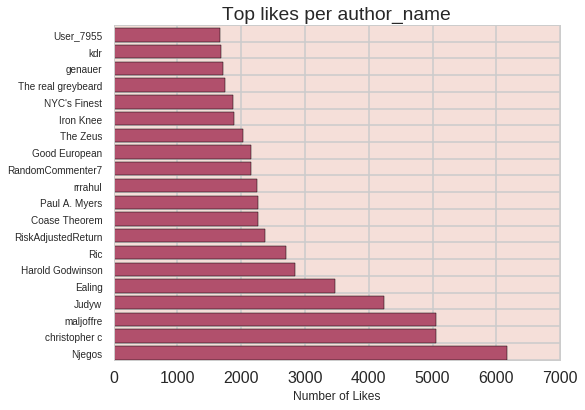 Top likes per author_name
User_7955
kdr
genauer
The real greybeard
NYC's Finest
Iron Knee
The Zeus
Good European
RandomCommenter7
rrrahul
Paul A. Myers
Coase Theorem
RiskAdjustedReturn
Ric
Harold Godwinson
Ealing
Judyw
maljoffre
christopher c
Njegos
0 1000 2000 3000 4000 5000 6000 7000
Number of Likes